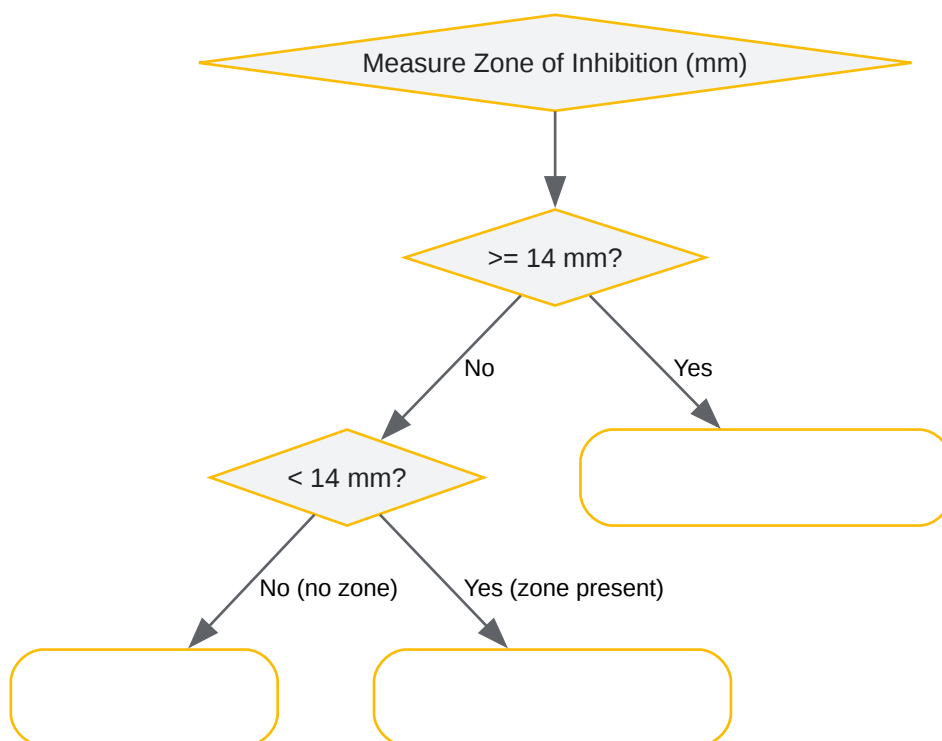 Measure Zone of Inhibition (mm)
>= 14 mm?
No
Yes
< 14 mm?
No (no zone)
Yes (zone present)